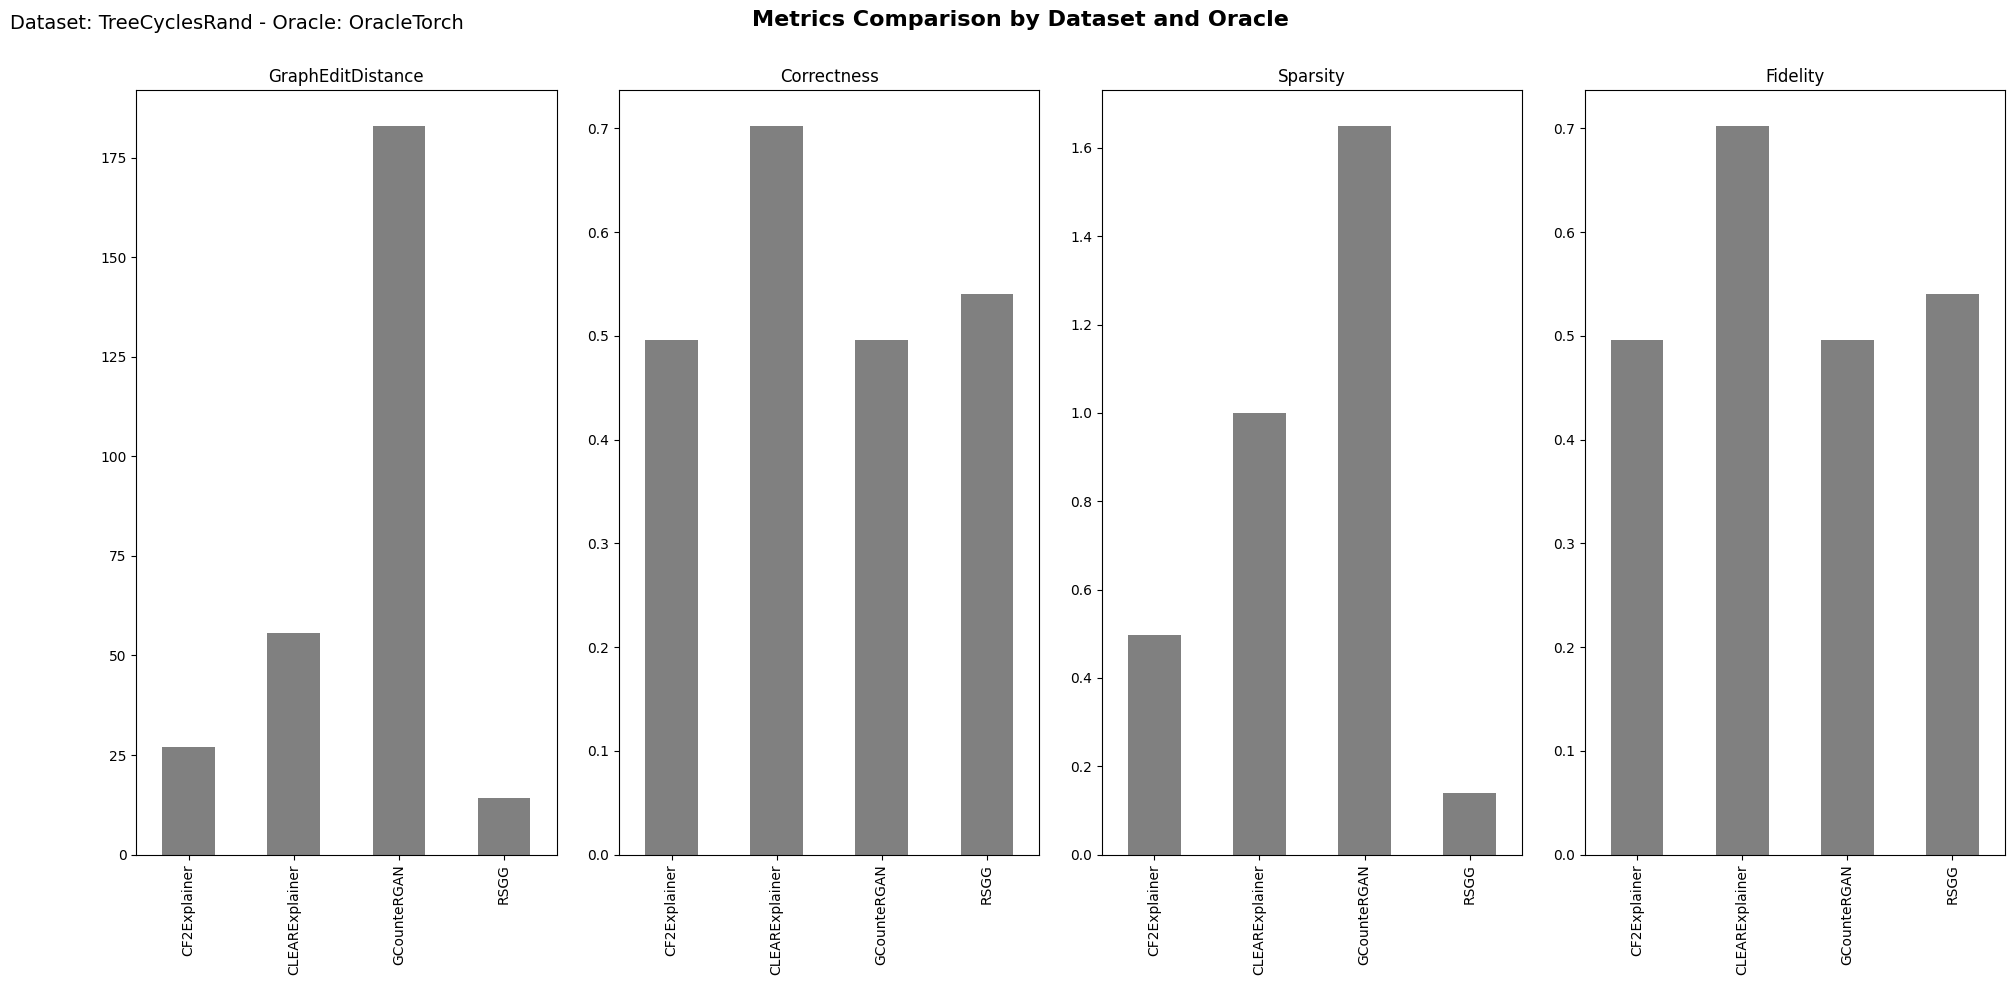 Metrics Comparison by Dataset and Oracle
Dataset: TreeCyclesRand - Oracle: OracleTorch
GraphEditDistance
175
150
125
100
75
50
25
0
CF2Explainer
CLEARExplainer
GCounteRGAN
RSGG
Correctness
0.7
0.6
0.5
0.4
0.3
0.2
0.1
0.0
CF2Explainer
CLEARExplainer
GCounteRGAN
RSGG
Sparsity
1.6
1.4
1.2
1.0
0.8
0.6
0.4
0.2
0.0
CF2Explainer
CLEARExplainer
GCounteRGAN
RSGG
Fidelity
0.7
0.6
0.5
0.4
0.3
0.2
0.1
0.0
CF2Explainer
CLEARExplainer
GCounteRGAN
RSGG